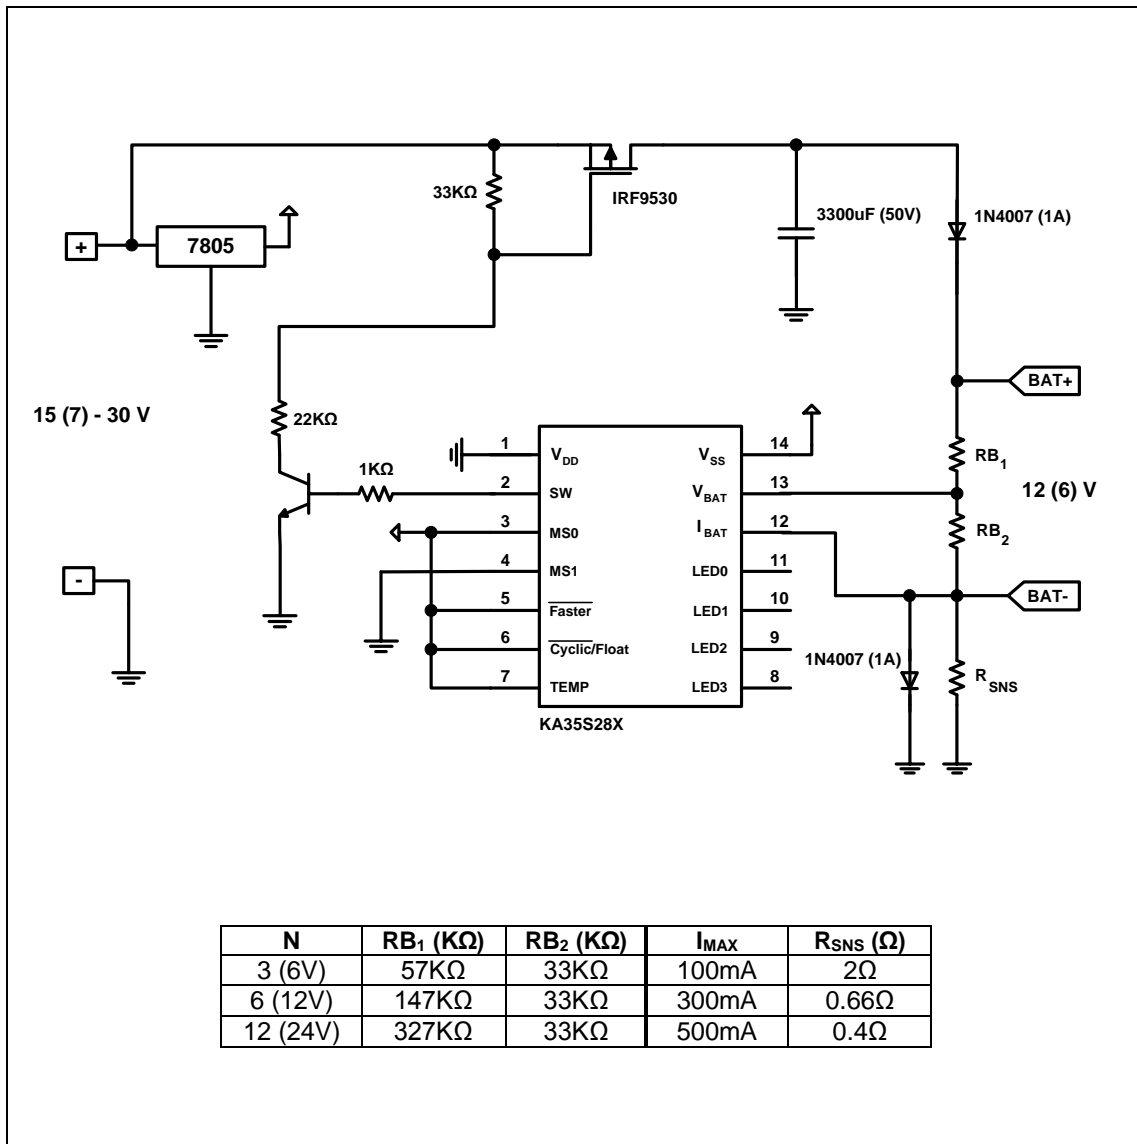 33KΩ
IRF9530
3300uF (50V)
1N4007 (1A)
+
7805
BAT+
15 (7) - 30 V
22KΩ
1KΩ
1
2
3
4
5
6
7
VDD
SW
MS0
MS1
Faster
Cyclic/Float
TEMP
VSS
VBAT
IBAT
LED0
LED1
LED2
LED3
14
13
12
11
10
9
8
KA35S28X
RB1
12 (6) V
RB2
BAT-
-
1N4007 (1A)
RSNS
N RB₁ (KΩ) RB₂ (KΩ) IMAX RSNS (Ω)
3 (6V) 57KΩ 33KΩ 100mA 2Ω
6 (12V) 147KΩ 33KΩ 300mA 0.66Ω
12 (24V) 327KΩ 33KΩ 500mA 0.4Ω